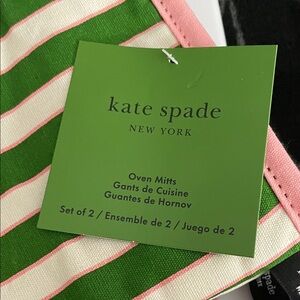 kate spade
NEW YORK
Oven Mitts
Gants de Cuisine
Guantes de Hornov
Set of 2 / Ensemble de 2 / Juego de 2